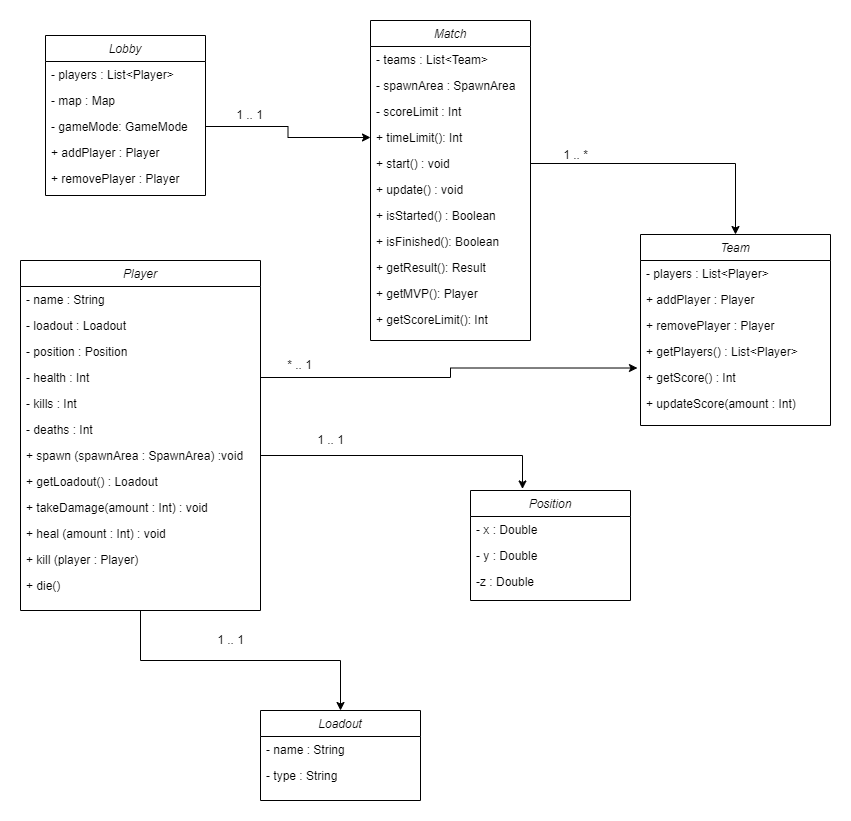 Lobby
- players : List<Player>
- map : Map
- gameMode: GameMode
+ addPlayer : Player
+ removePlayer : Player
1 .. 1
Match
- teams : List<Team>
- spawnArea : SpawnArea
- scoreLimit : Int
+ timeLimit(): Int
+ start() : void
+ update() : void
+ isStarted() : Boolean
+ isFinished(): Boolean
+ getResult(): Result
+ getMVP(): Player
+ getScoreLimit(): Int
1 .. *
Team
- players : List<Player>
+ addPlayer : Player
+ removePlayer : Player
+ getPlayers() : List<Player>
+ getScore() : Int
+ updateScore(amount : Int)
Player
- name : String
- loadout : Loadout
- position : Position
- health : Int
- kills : Int
- deaths : Int
+ spawn (spawnArea : SpawnArea) :void
+ getLoadout() : Loadout
+ takeDamage(amount : Int) : void
+ heal (amount : Int) : void
+ kill (player : Player)
+ die()
* .. 1
1 .. 1
Position
- x : Double
- y : Double
-z : Double
1 .. 1
Loadout
- name : String
- type : String